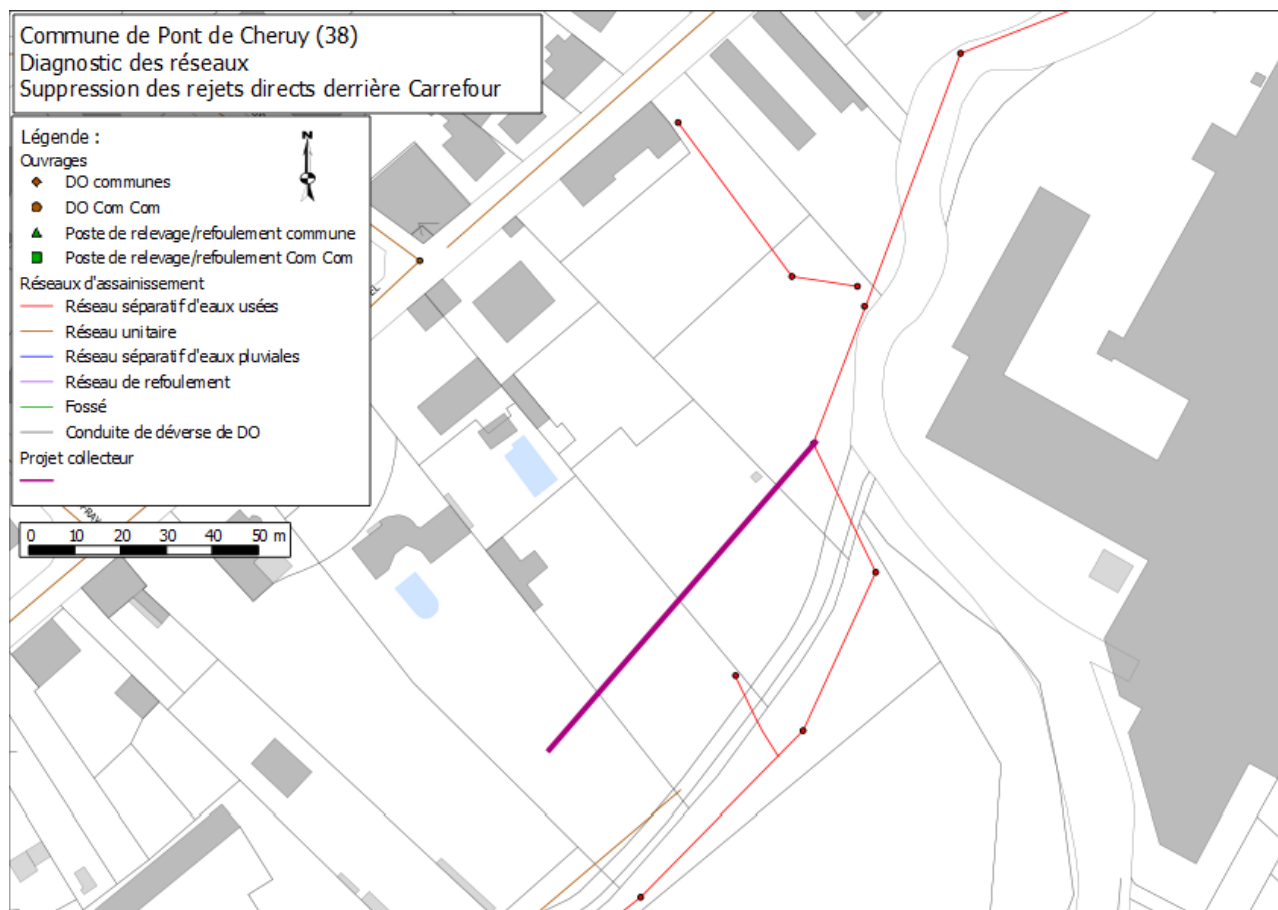 Commune de Pont de Cheruy (38)
Diagnostic des réseaux
Suppression des rejets directs derrière Carrefour
Légende :
N
Ouvrages
DO communes
DO Com Com
Poste de relevage/refoulement commune
Poste de relevage/refoulement Com Com
Réseaux d'assainissement
Réseau séparatif d'eaux usées
Réseau unitaire
Réseau séparatif d'eaux pluviales
Réseau de refoulement
Fossé
Conduite de déverse de DO
Projet collecteur
0 10 20 30 40 50 m